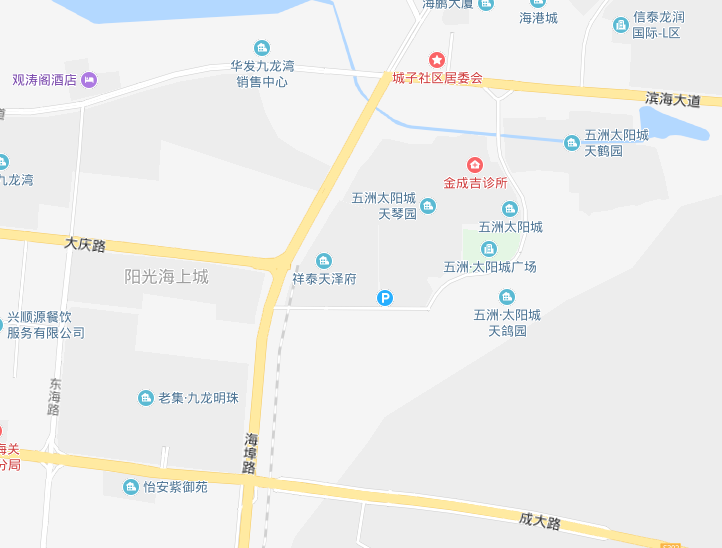 海鹏大厦
海港城
信泰龙润
国际-L区
华发九龙湾
销售中心
观涛阁酒店
城子社区居委会
滨海大道
道
五洲太阳城
天鹤园
九龙湾
金成吉诊所
五洲太阳城
天琴园
五洲太阳城
大庆路
五洲·太阳城广场
阳光海上城
祥泰天泽府
P
五洲·太阳城
天鸽园
兴顺源餐饮
服务有限公司
东海路
老集·九龙明珠
海埠路
海关
分局
怡安紫御苑
成大路